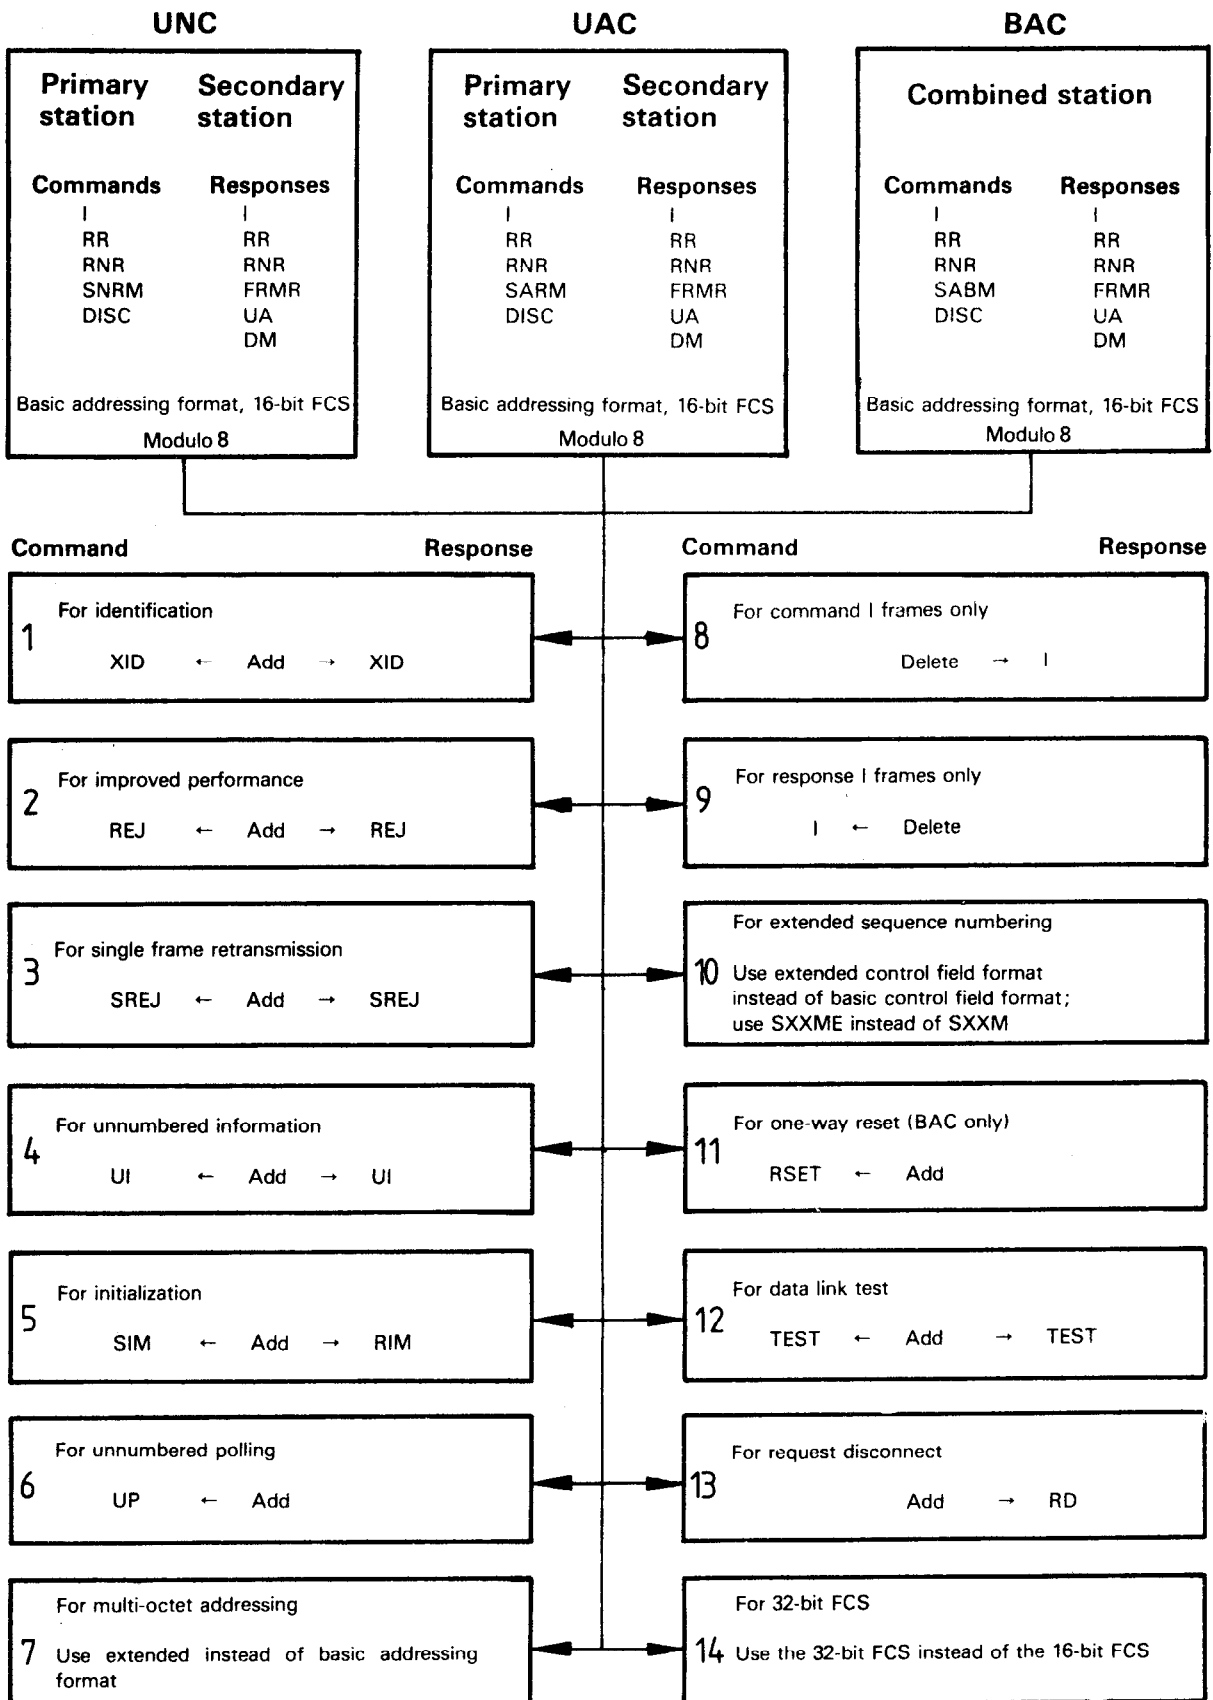 UNC
UAC
BAC
Primary station
Secondary station
Commands
Responses
I
I
RR
RR
RNR
RNR
SNRM
FRMR
DISC
UA
DM
Basic addressing format, 16-bit FCS
Modulo 8
Primary station
Secondary station
Commands
Responses
I
I
RR
RR
RNR
RNR
SARM
FRMR
DISC
UA
DM
Basic addressing format, 16-bit FCS
Modulo 8
Combined station
Commands
Responses
I
I
RR
RR
RNR
RNR
SABM
FRMR
DISC
UA
DM
Basic addressing format, 16-bit FCS
Modulo 8
Command
Response
Command
Response
1
For identification
XID ← Add → XID
2
For improved performance
REJ ← Add → REJ
3
For single frame retransmission
SREJ ← Add → SREJ
4
For unnumbered information
UI ← Add → UI
5
For initialization
SIM ← Add → RIM
6
For unnumbered polling
UP ← Add
7
For multi-octet addressing
Use extended instead of basic addressing
format
8
For command I frames only
Delete → I
9
For response I frames only
I ← Delete
10
For extended sequence numbering
Use extended control field format
instead of basic control field format;
use SXXME instead of SXXM
11
For one-way reset (BAC only)
RSET ← Add
12
For data link test
TEST ← Add → TEST
13
For request disconnect
Add → RD
14
For 32-bit FCS
Use the 32-bit FCS instead of the 16-bit FCS